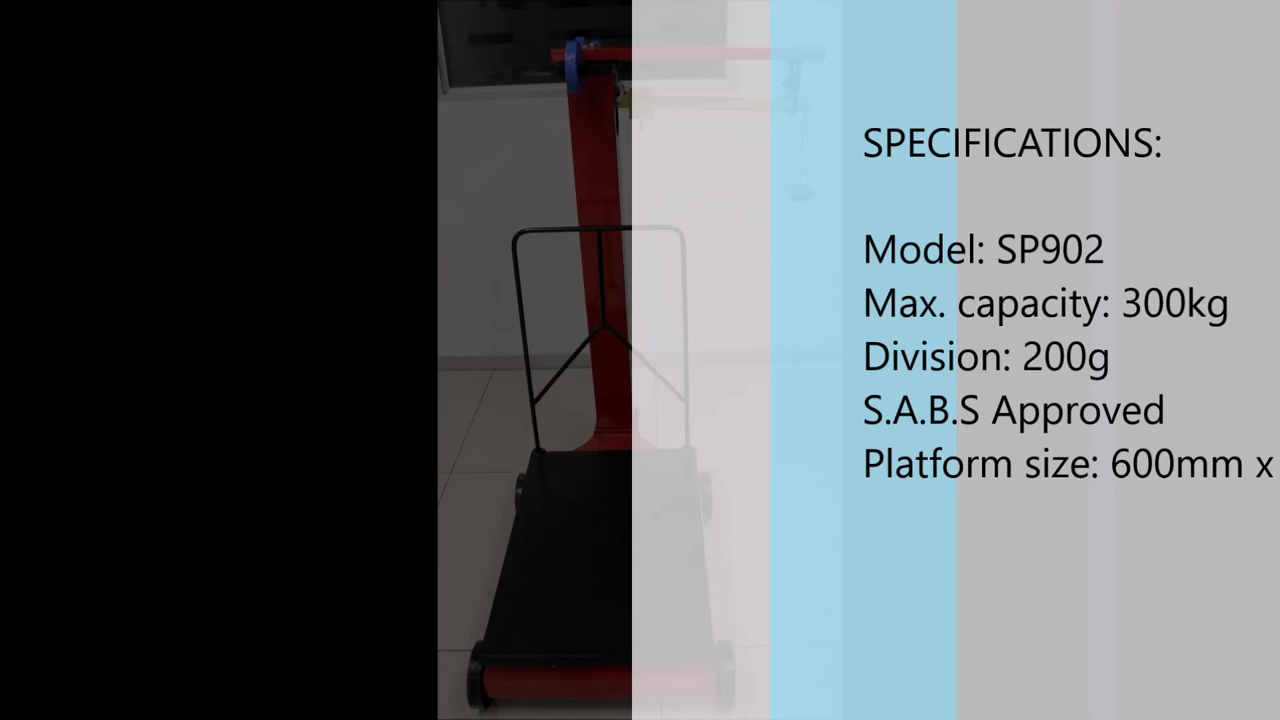 SPECIFICATIONS:
Model: SP902
Max. capacity: 300kg
Division: 200g
S.A.B.S Approved
Platform size: 600mm x